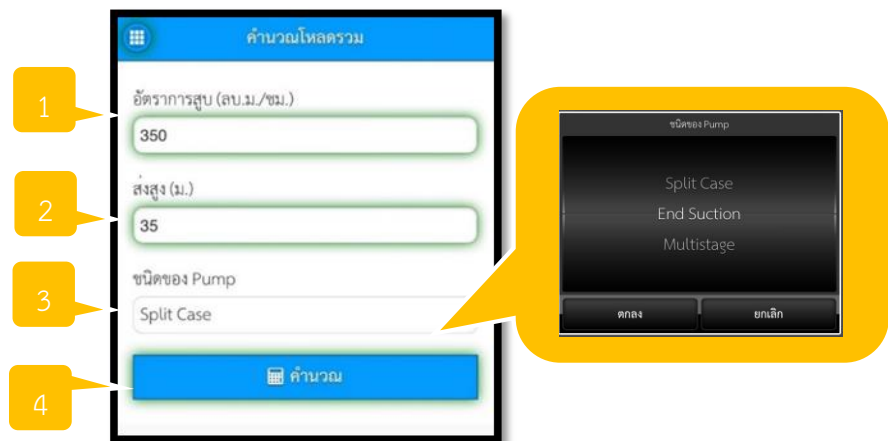 คำนวณโหลดรวม
1
อัตราการสูบ (ลบ.ม./ชม.)
350
2
ส่งสูง (ม.)
35
3
ชนิดของ Pump
Split Case
4
คำนวณ
ชนิดของ Pump
Split Case
End Suction
Multistage
ตกลง
ยกเลิก